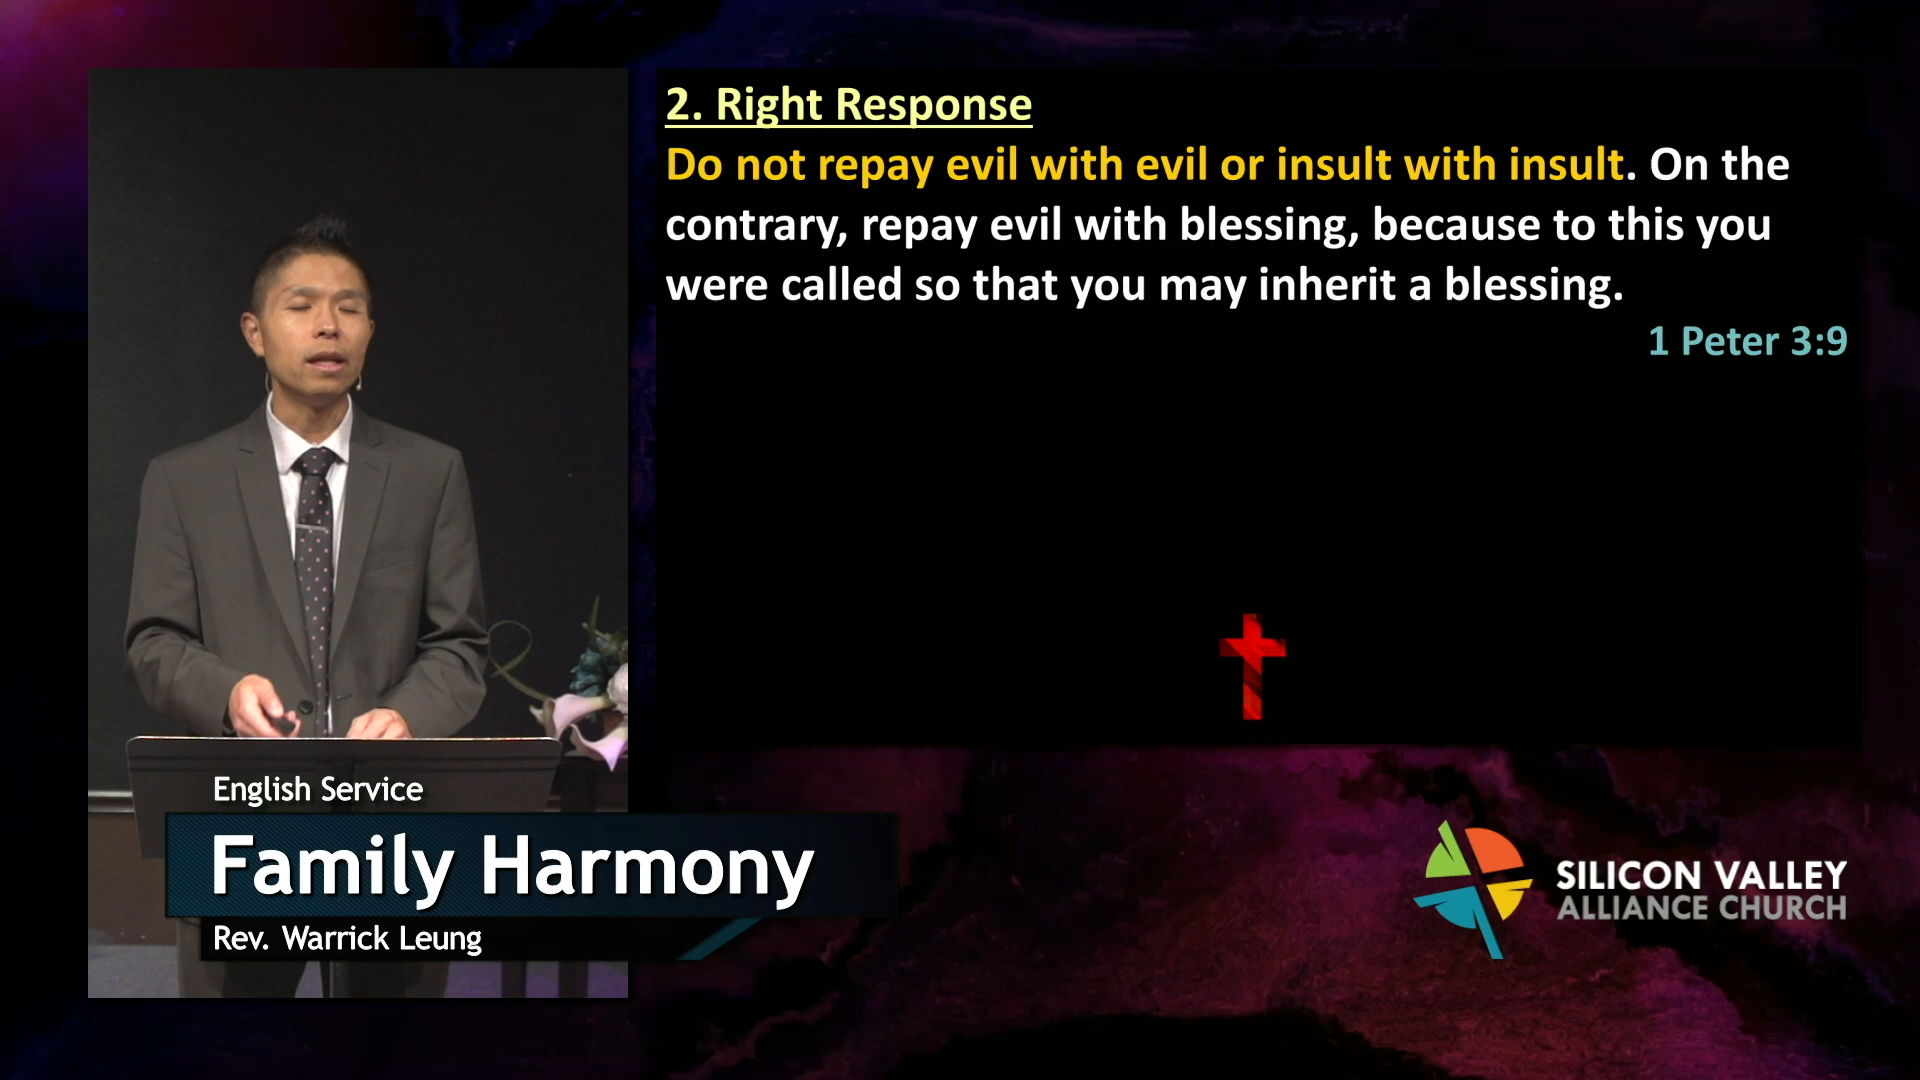 2. Right Response
Do not repay evil with evil or insult with insult. On the
contrary, repay evil with blessing, because to this you
were called so that you may inherit a blessing.
1 Peter 3:9
English Service
Family Harmony
Rev. Warrick Leung
SILICON VALLEY
ALLIANCE CHURCH